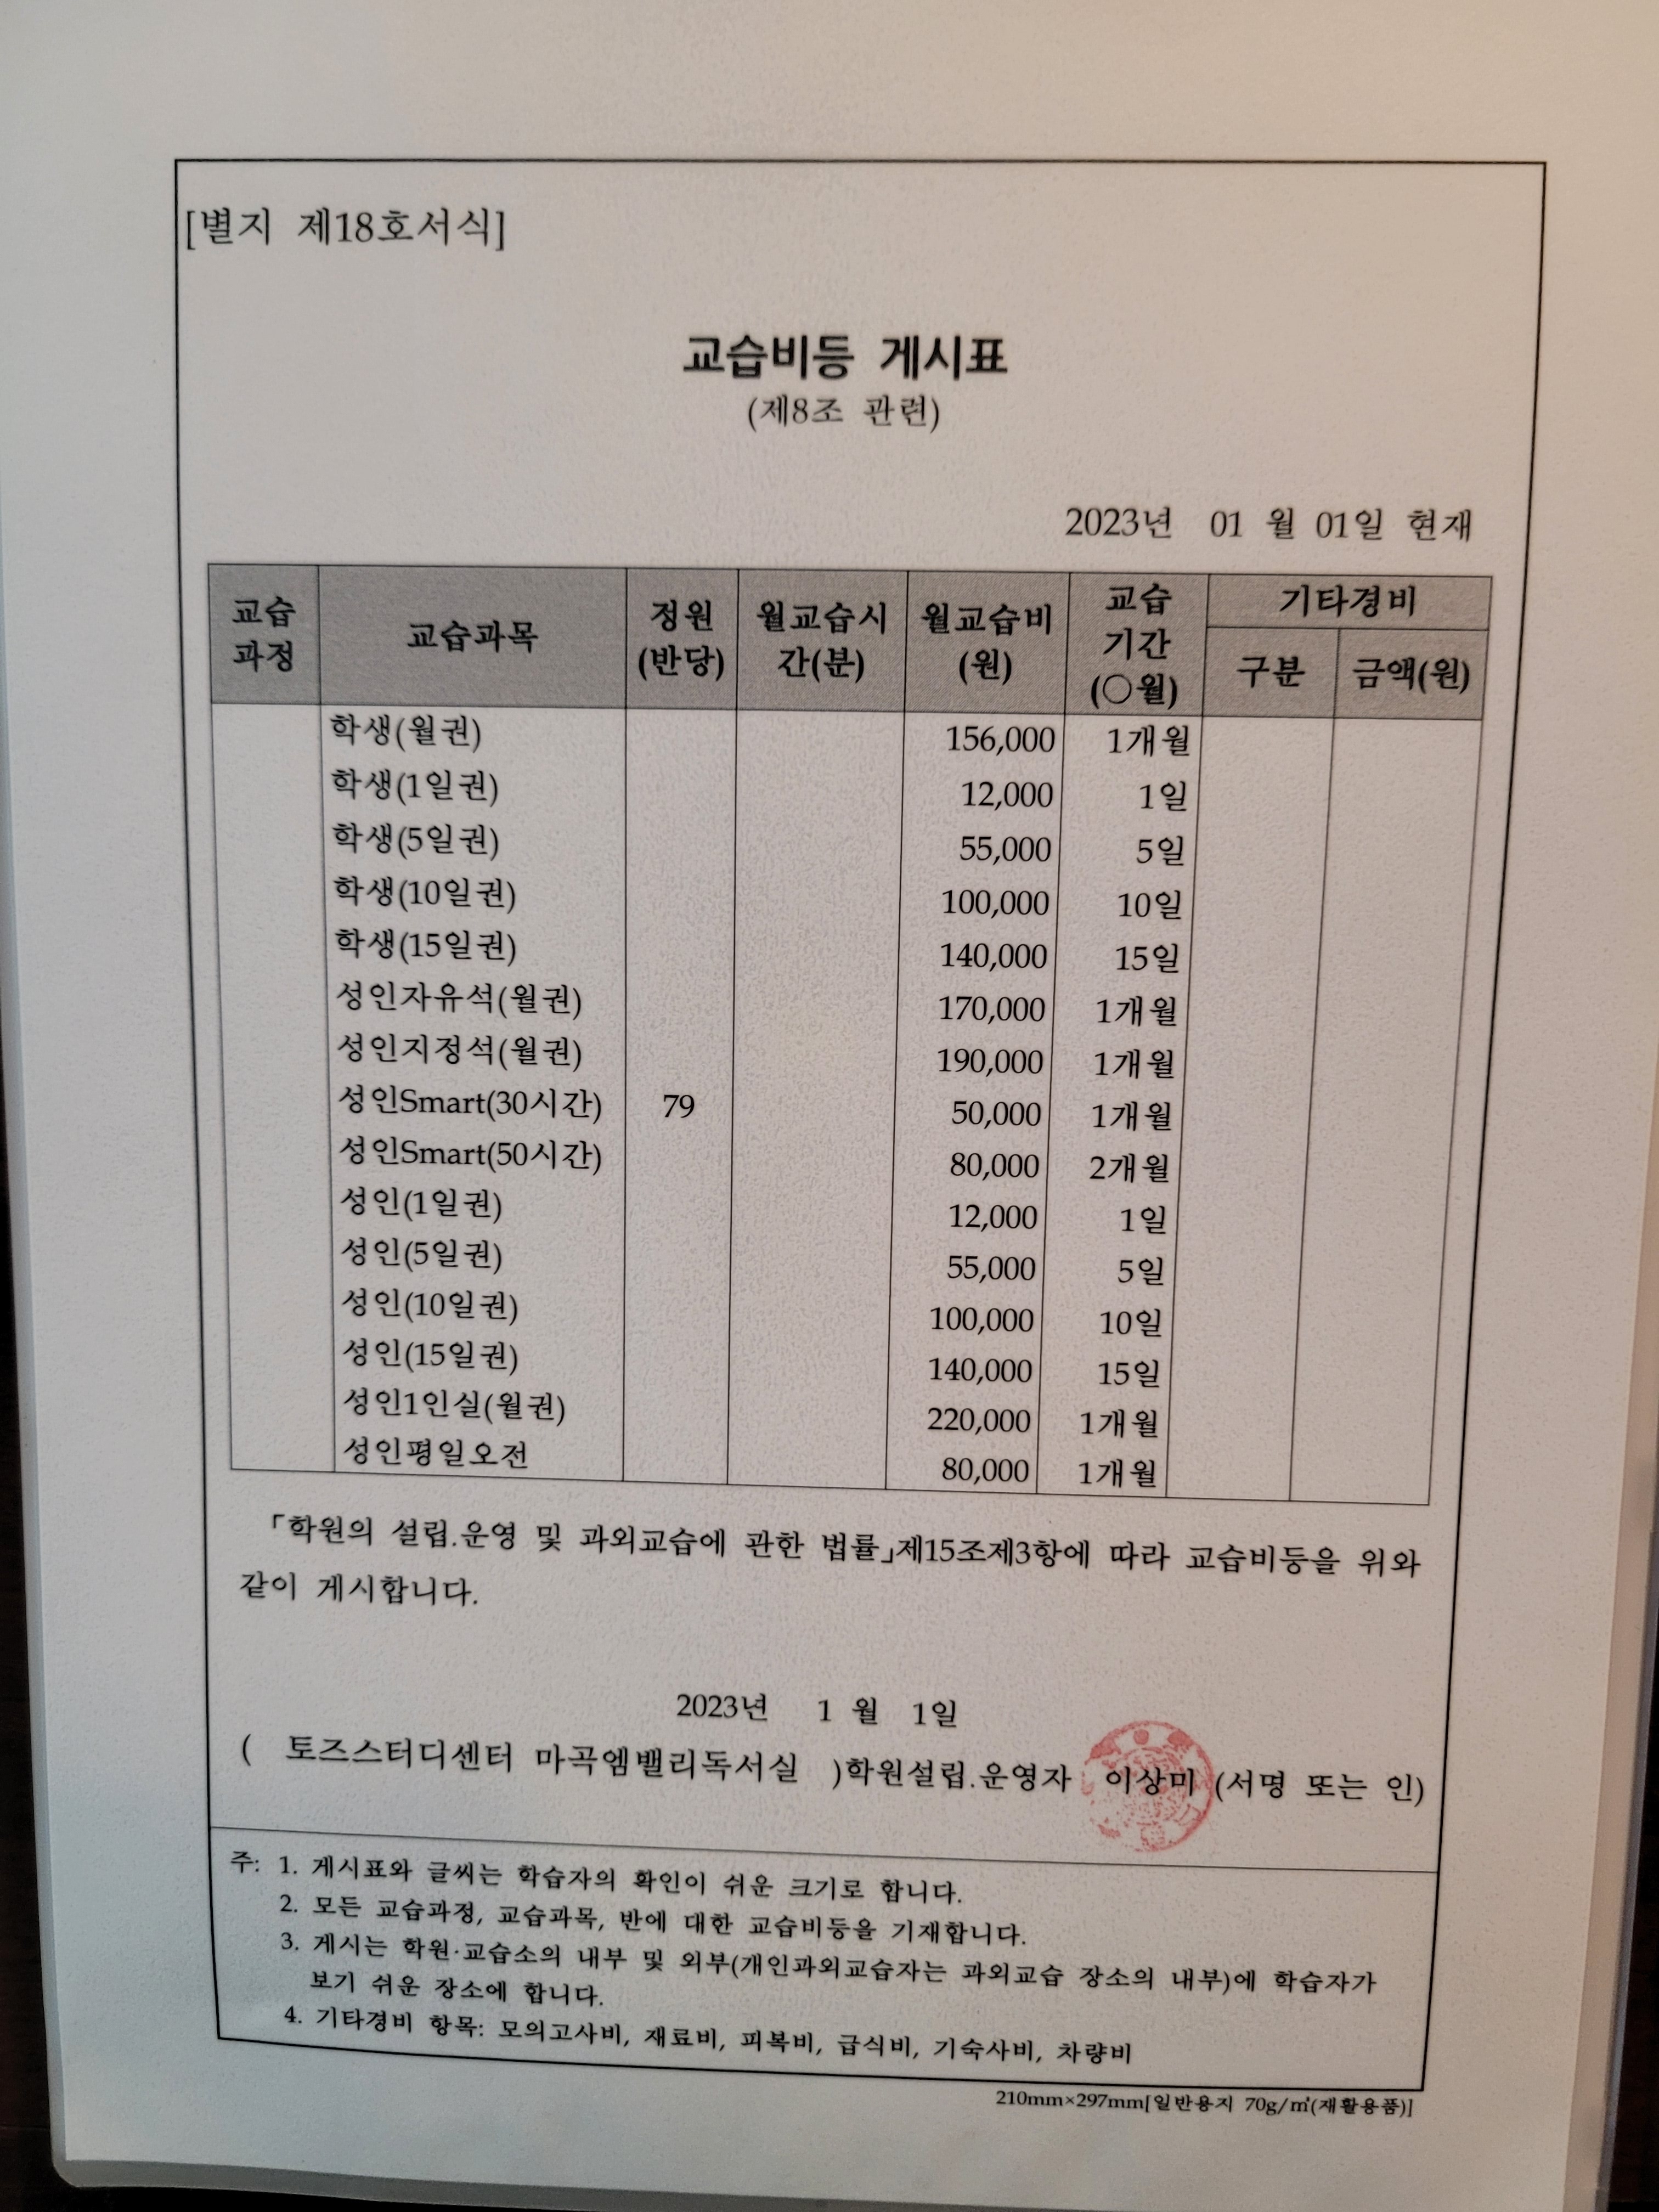 [별지 제18호서식]
교습비등 게시표
(제8조 관련)
2023년 01 월 01일 현재
교습과정 교습과목 정원(반당) 월교습시간(분) 월교습비(원) 교습기간(○월) 기타경비 구분 금액(원)
학생(월권) 156,000 1개월
학생(1일권) 12,000 1일
학생(5일권) 55,000 5일
학생(10일권) 100,000 10일
학생(15일권) 140,000 15일
성인자유석(월권) 170,000 1개월
성인지정석(월권) 190,000 1개월
성인Smart(30시간) 79 50,000 1개월
성인Smart(50시간) 80,000 2개월
성인(1일권) 12,000 1일
성인(5일권) 55,000 5일
성인(10일권) 100,000 10일
성인(15일권) 140,000 15일
성인1인실(월권) 220,000 1개월
성인평일오전 80,000 1개월
「학원의 설립.운영 및 과외교습에 관한 법률」제15조제3항에 따라 교습비등을 위와
같이 게시합니다.
2023년 1 월 1일
( 토즈스터디센터 마곡엠밸리독서실 )학원설립.운영자 이상미 (서명 또는 인)
주: 1. 게시표와 글씨는 학습자의 확인이 쉬운 크기로 합니다.
2. 모든 교습과정, 교습과목, 반에 대한 교습비등을 기재합니다.
3. 게시는 학원·교습소의 내부 및 외부(개인과외교습자는 과외교습 장소의 내부)에 학습자가
보기 쉬운 장소에 합니다.
4. 기타경비 항목: 모의고사비, 재료비, 피복비, 급식비, 기숙사비, 차량비
210mm×297mm[일반용지 70g/㎡(재활용품)]